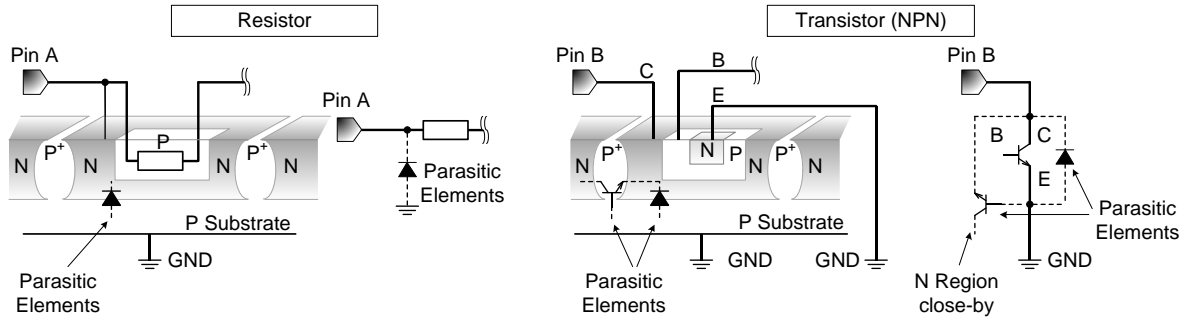 Resistor
Transistor (NPN)
Pin A
Pin A
P
N
P+
N
N
P+
N
Parasitic
Elements
P Substrate
GND
Parasitic
Elements
Pin B
C
B
E
N
P+
N
N
P
P+
N
P Substrate
GND
GND
Parasitic
Elements
Pin B
B
C
E
Parasitic
Elements
N Region
close-by